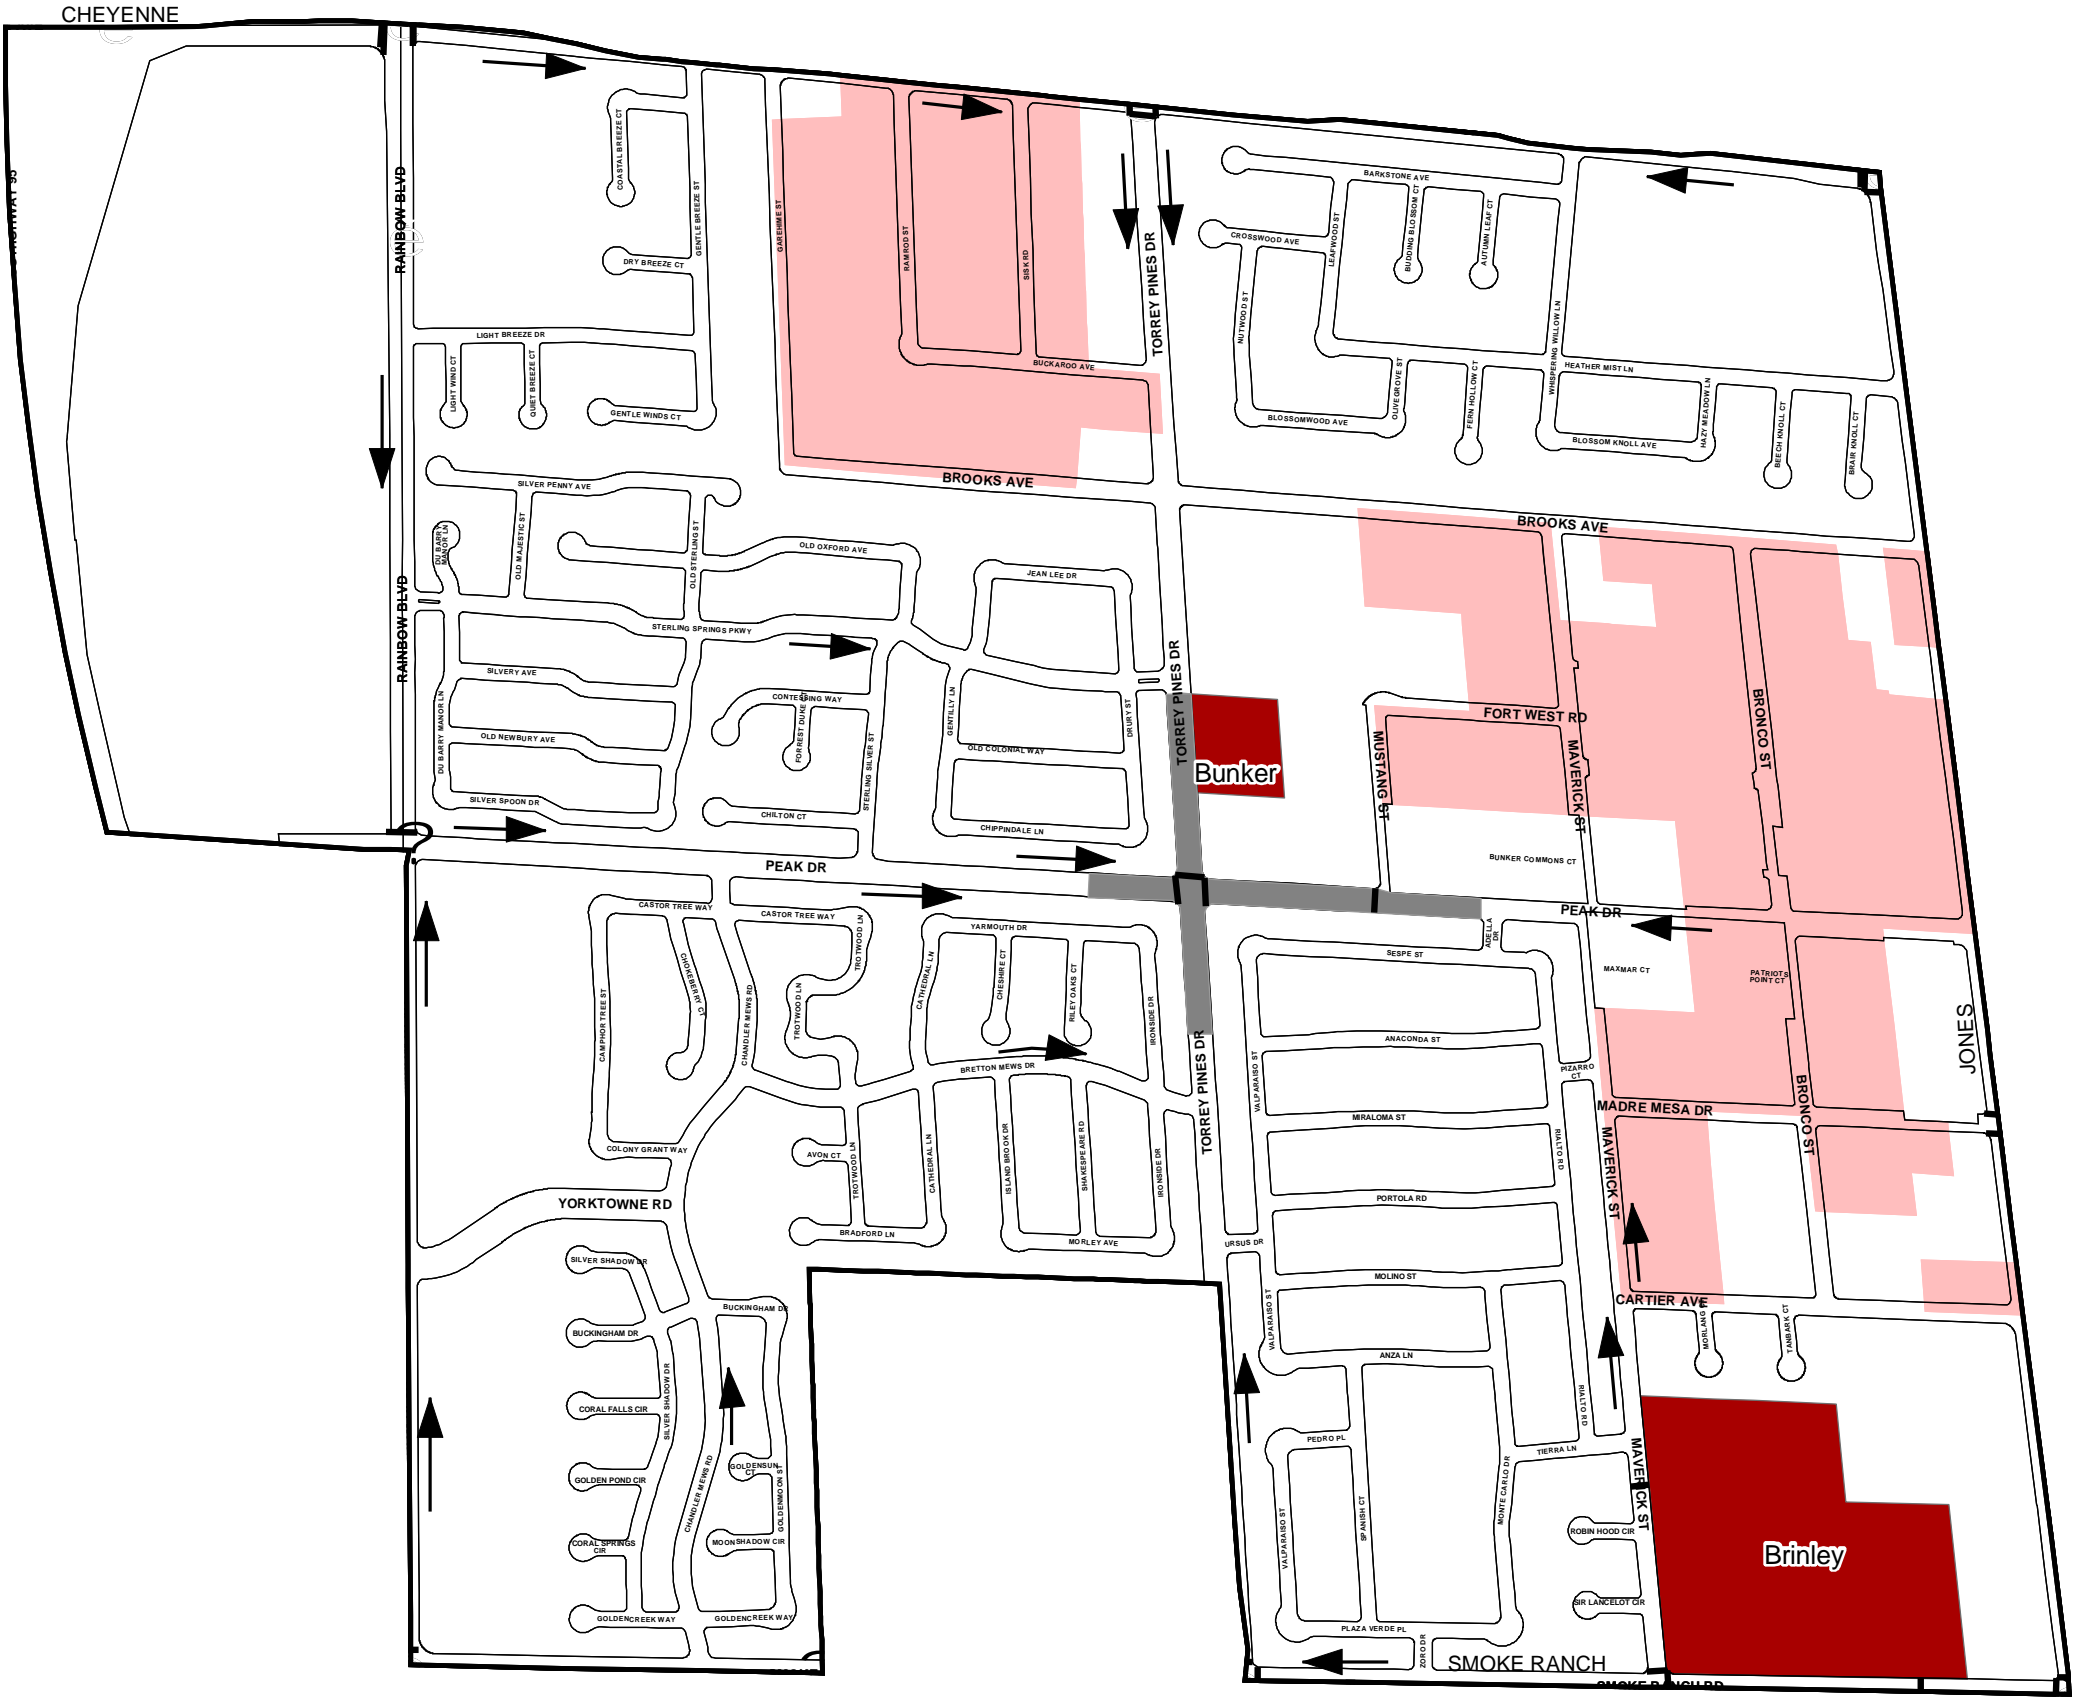 CHEYENNE
RAINBOW BLVD
COASTAL BREEZE CT
GENTLE BREEZE ST
DRY BREEZE CT
LIGHT BREEZE DR
LIGHT WIND CT
QUIET BREEZE CT
GENTLE WINDS CT
GAREHIME ST
RAMROD ST
SISK RD
BUCKAROO AVE
TORREY PINES DR
BARKSTONE AVE
CROSSWOOD AVE
LEAFWOOD ST
BUDDING BLOSSOM CT
AUTUMN LEAF CT
NUTWOOD ST
WHISPERING WILLOW LN
HEATHER MIST LN
OLIVE GROVE ST
FERN HOLLOW CT
BLOSSOMWOOD AVE
BLOSSOM KNOLL AVE
HAZY MEADOW LN
BEECH KNOLL CT
BRAIR KNOLL CT
BROOKS AVE
BROOKS AVE
SILVER PENNY AVE
DU BARRY
MANOR LN
OLD MAJESTIC ST
OLD STERLING ST
OLD OXFORD AVE
JEAN LEE DR
RAINBOW BLVD
STERLING SPRINGS PKWY
SILVERY AVE
DU BARRY MANOR LN
OLD NEWBURY AVE
SILVER SPOON DR
CONTESSING WAY
FORREST DUKE CT
STERLING SILVER ST
CHILTON CT
GENTILLY LN
OLD COLONIAL WAY
DRURY ST
CHIPPINDALE LN
TORREY PINES DR
Bunker
MUSTANG ST
FORT WEST RD
MAVERICK ST
BRONCO ST
BUNKER COMMONS CT
PEAK DR
PEAK DR
CASTOR TREE WAY
CASTOR TREE WAY
CHOKEBERRY CT
CAMPHOR TREE ST
CHANDLER MEWS RD
TROTWOOD LN
TROTWOOD LN
YARMOUTH DR
CATHEDRAL LN
CHESHIRE CT
RILEY OAKS CT
IRONSIDE DR
BRETTON MEWS DR
COLONY GRANT WAY
AVON CT
TROTWOOD LN
CATHEDRAL LN
ISLAND BROOK DR
SHAKESPEARE RD
IRONSIDE DR
BRADFORD LN
MORLEY AVE
TORREY PINES DR
ADELLA
DR
SESPE ST
ANACONDA ST
VALPARAISO ST
PIZARRO
CT
MIRALOMA ST
RIALTO RD
PORTOLA RD
URSUS DR
MOLINO ST
VALPARAISO ST
ANZA LN
MAXMAR CT
PATRIOTS
POINT CT
JONES
MADRE MESA DR
BRONCO ST
MAVERICK ST
CARTIER AVE
TANBARK CT
YORKTOWNE RD
SILVER SHADOW DR
BUCKINGHAM DR
BUCKINGHAM DR
CORAL FALLS CIR
SILVER SHADOW DR
GOLDEN POND CIR
CHANDLER MEWS RD
GOLDENSUN
CT
GOLDENMOON ST
CORAL SPRINGS
CIR
MOON SHADOW CIR
GOLDENCREEK WAY
GOLDENCREEK WAY
PEDRO PL
VALPARAISO ST
SPANISH CT
MONTE CARLO DR
TIERRA LN
RIALTO RD
MAVERICK ST
ROBIN HOOD CIR
SIR LANCELOT CIR
PLAZA VERDE PL
ZORO DR
Brinley
SMOKE RANCH
SMOKE RANCH RD